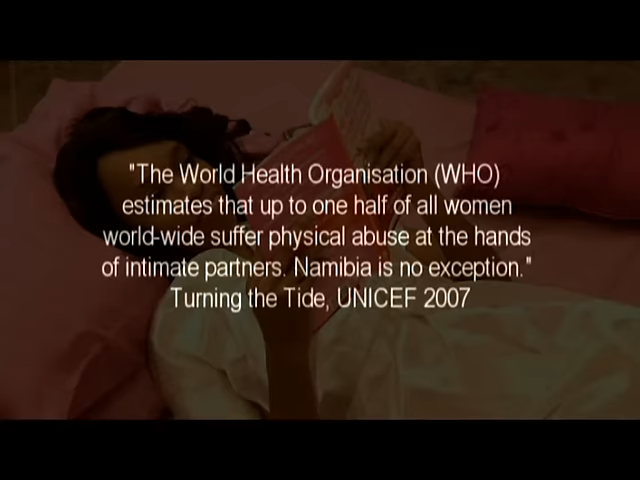 "The World Health Organisation (WHO)
estimates that up to one half of all women
world-wide suffer physical abuse at the hands
of intimate partners. Namibia is no exception."
Turning the Tide, UNICEF 2007